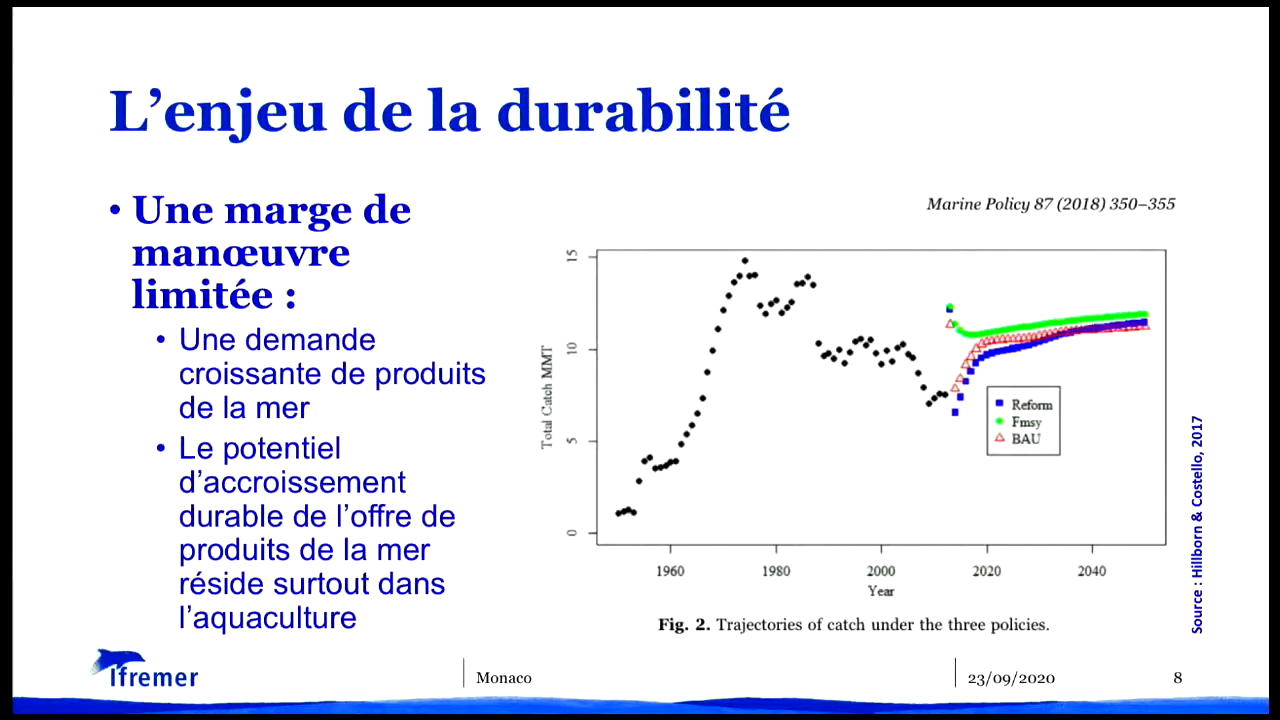 L’enjeu de la durabilité
• Une marge de
manœuvre
limitée :
• Une demande
croissante de produits
de la mer
• Le potentiel
d’accroissement
durable de l’offre de
produits de la mer
réside surtout dans
l’aquaculture
Marine Policy 87 (2018) 350–355
15
10
5
0
Total Catch MMT
Reform
Fmsy
BAU
1960 1980 2000 2020 2040
Year
Fig. 2. Trajectories of catch under the three policies.
Source : Hillborn & Costello, 2017
Ifremer
Monaco
23/09/2020
8